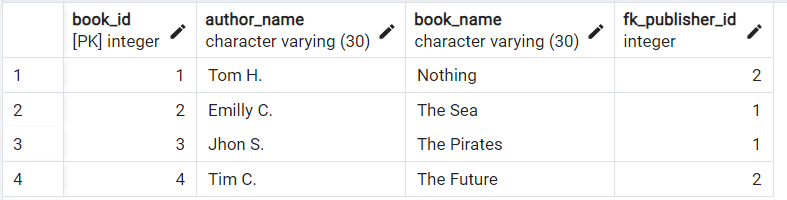 book_id author_name book_name fk_publisher_id
[PK] integer character varying (30) character varying (30) integer
1 1 Tom H. Nothing 2
2 2 Emilly C. The Sea 1
3 3 Jhon S. The Pirates 1
4 4 Tim C. The Future 2